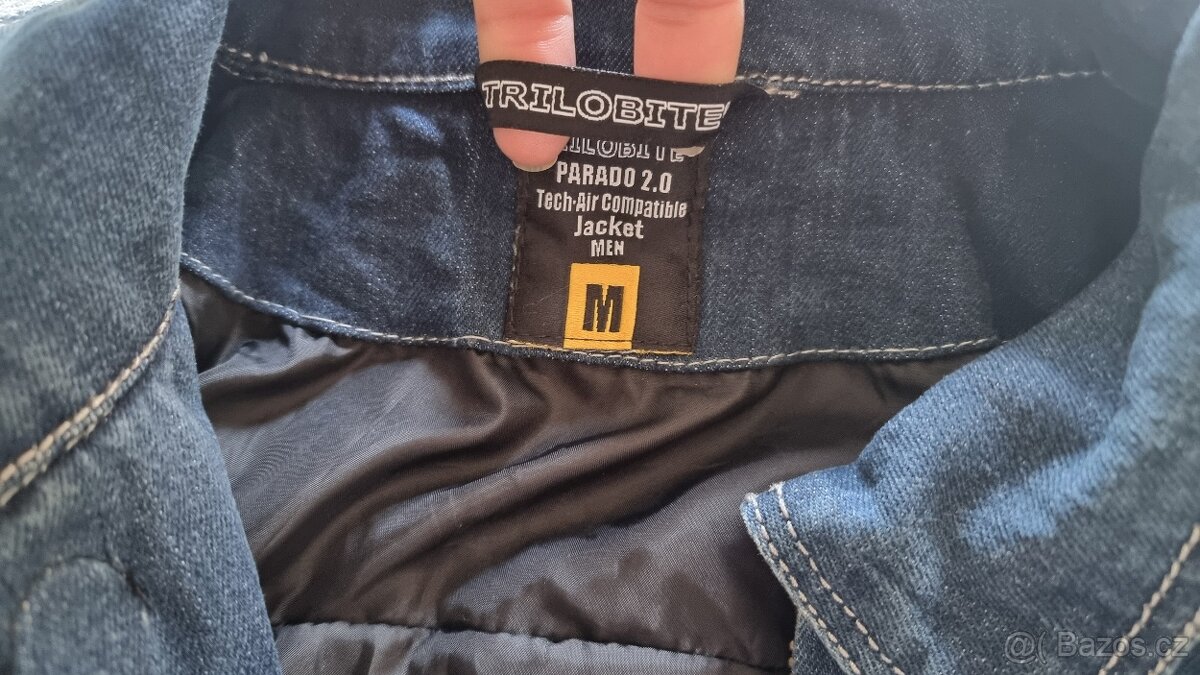 TRILOBITE
TRILOBITE
PARADO 2.0
Tech-Air Compatible
Jacket
MEN
M
@( Bazos.cz